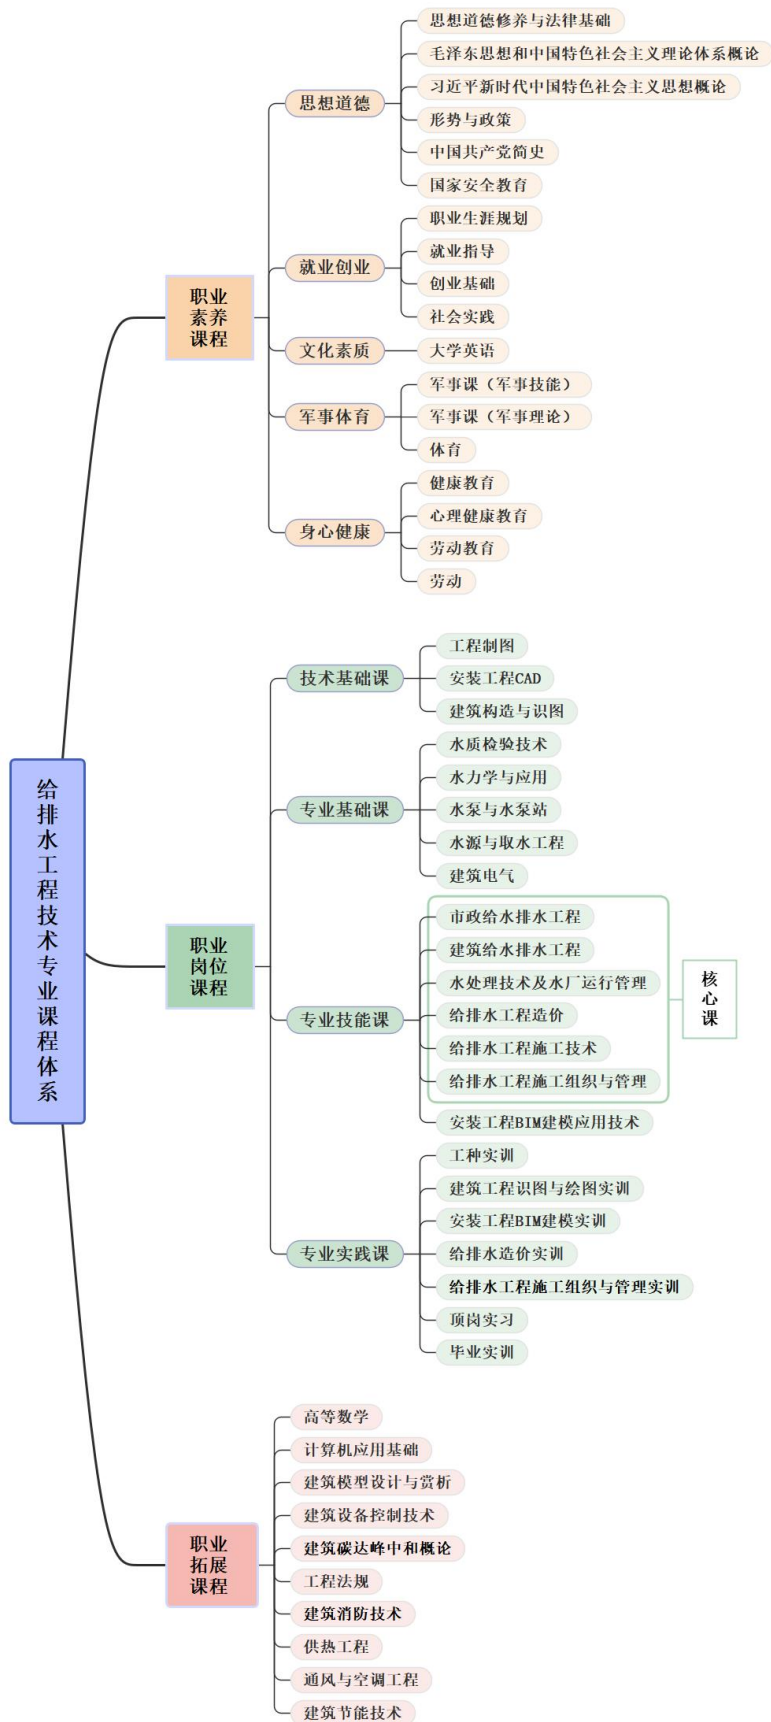 给排水工程技术专业课程体系
职业
素养
课程
思想道德
思想道德修养与法律基础
毛泽东思想和中国特色社会主义理论体系概论
习近平新时代中国特色社会主义思想概论
形势与政策
中国共产党简史
国家安全教育
就业创业
职业生涯规划
就业指导
创业基础
社会实践
文化素质
大学英语
军事体育
军事课（军事技能）
军事课（军事理论）
体育
身心健康
健康教育
心理健康教育
劳动教育
劳动
职业
岗位
课程
技术基础课
工程制图
安装工程CAD
建筑构造与识图
专业基础课
水质检验技术
水力学与应用
水泵与水泵站
水源与取水工程
建筑电气
专业技能课
市政给水排水工程
建筑给水排水工程
水处理技术及水厂运行管理
给排水工程造价
给排水工程施工技术
给排水工程施工组织与管理
核心课
安装工程BIM建模应用技术
专业实践课
工种实训
建筑工程识图与绘图实训
安装工程BIM建模实训
给排水造价实训
给排水工程施工组织与管理实训
顶岗实习
毕业实训
职业
拓展
课程
高等数学
计算机应用基础
建筑模型设计与赏析
建筑设备控制技术
建筑碳达峰中和概论
工程法规
建筑消防技术
供热工程
通风与空调工程
建筑节能技术